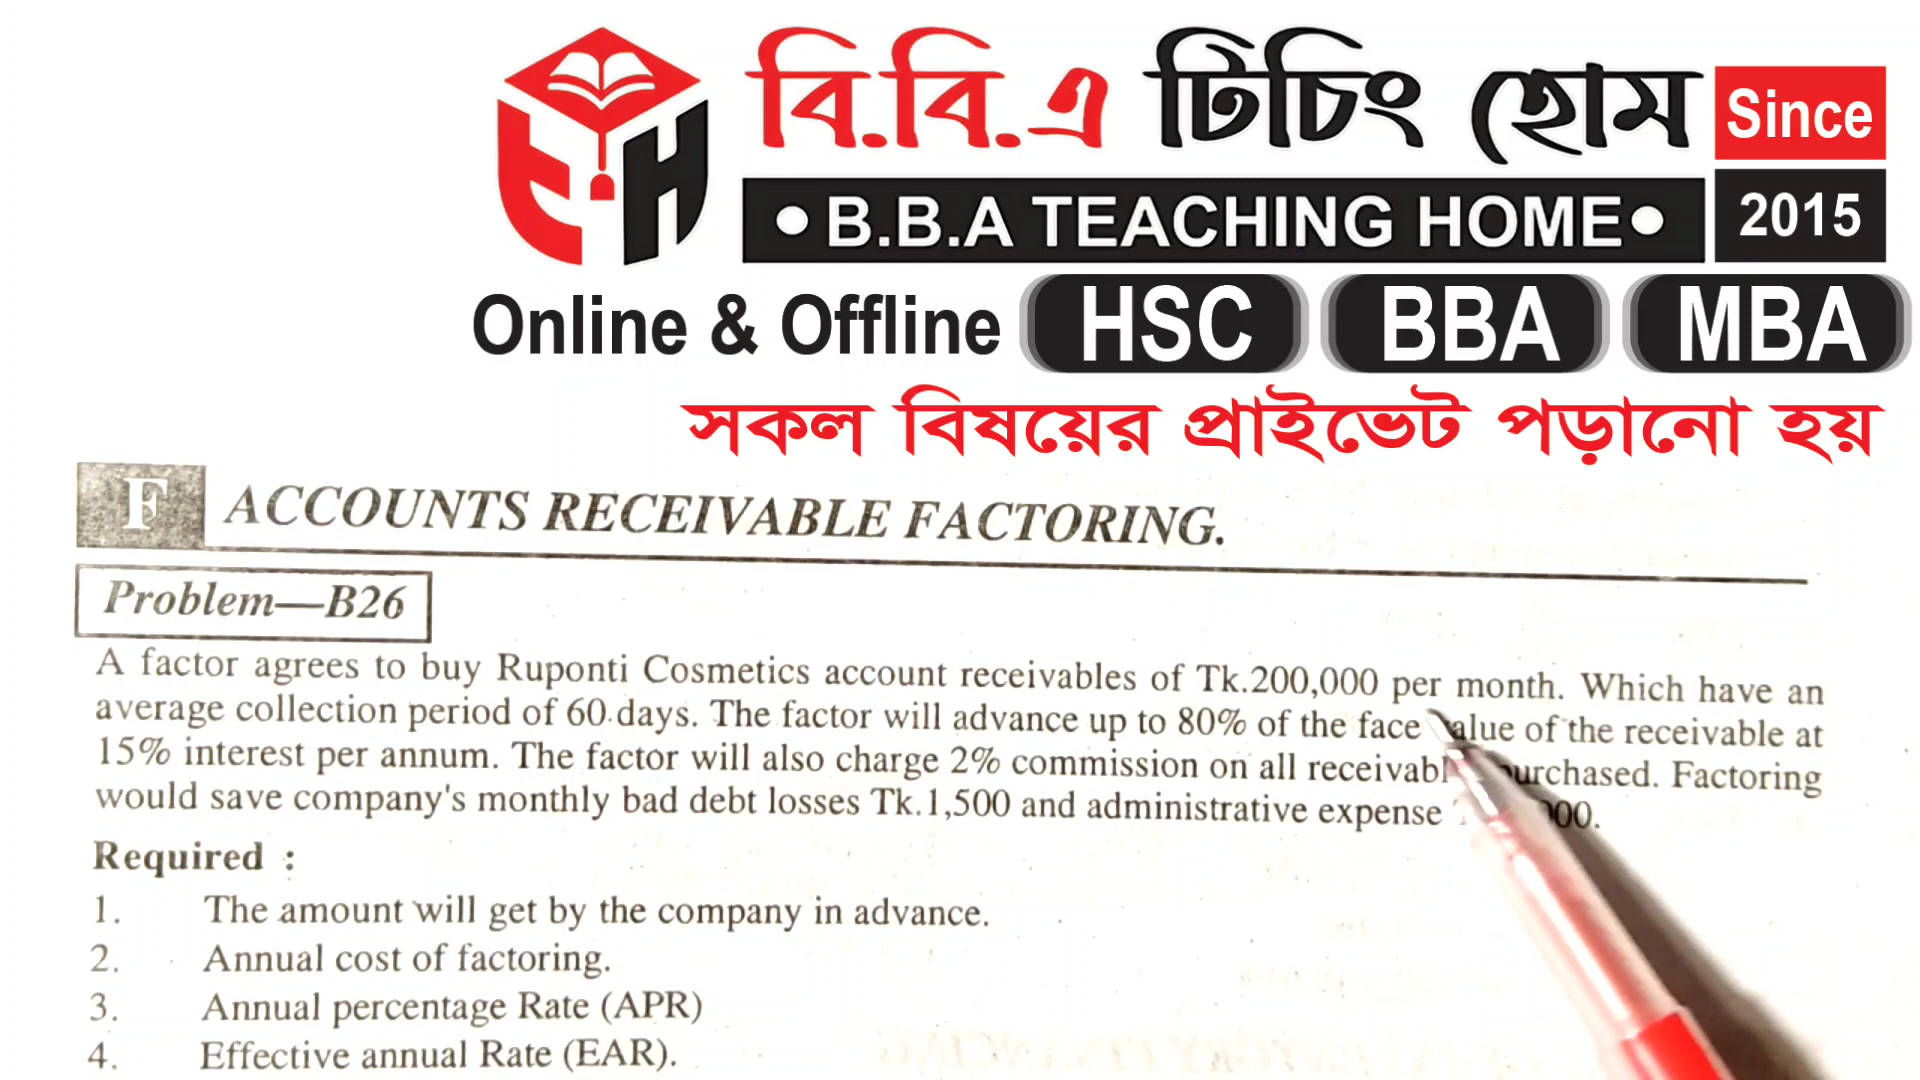 বি.বি.এ টিচিং হোম
Since
2015
• B.B.A TEACHING HOME •
Online & Offline HSC BBA MBA
সকল বিষয়ের প্রাইভেট পড়ানো হয়
F ACCOUNTS RECEIVABLE FACTORING.
Problem—B26
A factor agrees to buy Ruponti Cosmetics account receivables of Tk.200,000 per month. Which have an
average collection period of 60 days. The factor will advance up to 80% of the face value of the receivable at
15% interest per annum. The factor will also charge 2% commission on all purchased. Factoring
would save company's monthly bad debt losses Tk.1,500 and administrative expense
Required :
1. The amount will get by the company in advance.
2. Annual cost of factoring.
3. Annual percentage Rate (APR)
4. Effective annual Rate (EAR).